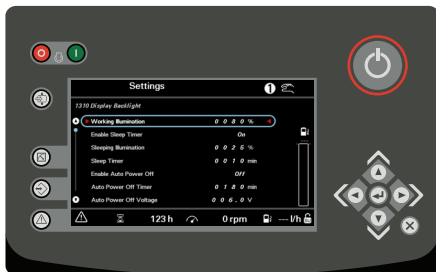 Settings
1
1310 Display Backlight
Working Illumination 0 0 8 0 %
Enable Sleep Timer On
Sleeping Illumination 0 0 2 5 %
Sleep Timer 0 0 1 0 min
Enable Auto Power Off Off
Auto Power Off Timer 0 1 8 0 min
Auto Power Off Voltage 0 0 6 . 0 V
123 h 0 rpm --- l/h